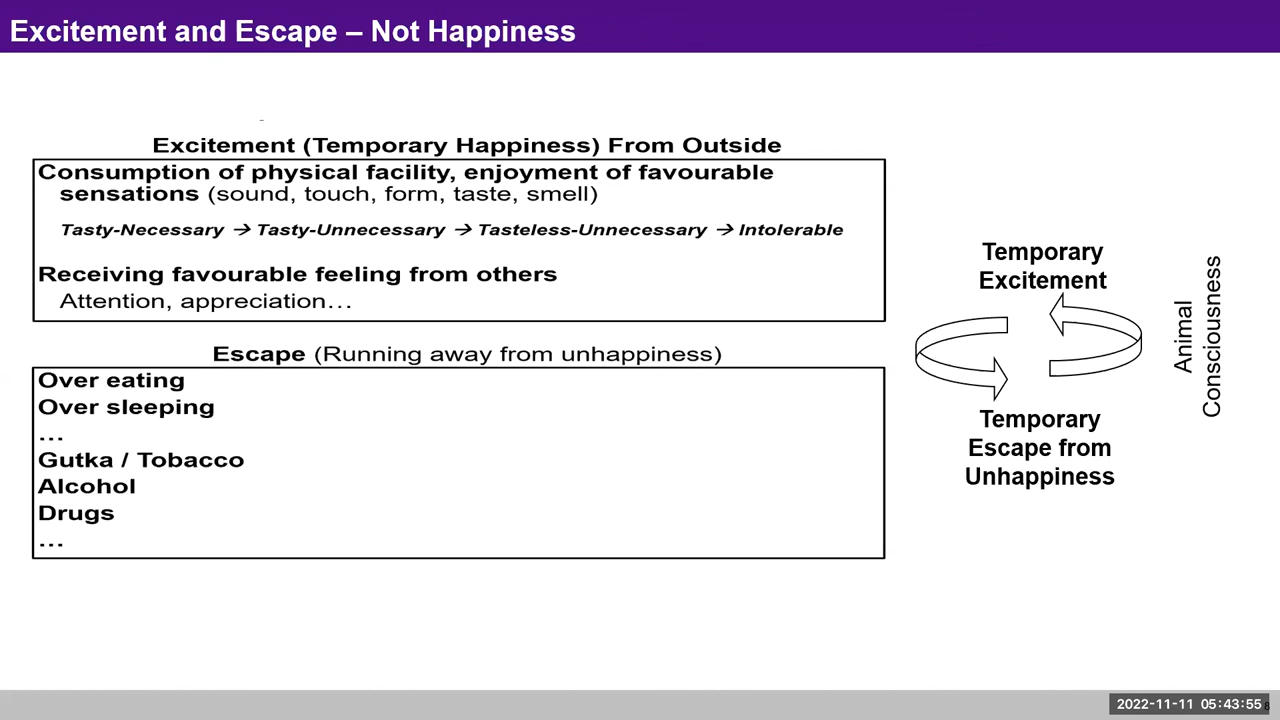 Excitement and Escape – Not Happiness
Excitement (Temporary Happiness) From Outside
Consumption of physical facility, enjoyment of favourable
sensations (sound, touch, form, taste, smell)
Tasty-Necessary → Tasty-Unnecessary → Tasteless-Unnecessary → Intolerable
Receiving favourable feeling from others
Attention, appreciation…
Escape (Running away from unhappiness)
Over eating
Over sleeping
…
Gutka / Tobacco
Alcohol
Drugs
…
Temporary
Excitement
Temporary
Escape from
Unhappiness
Animal
Consciousness
2022-11-11 05:43:55
8